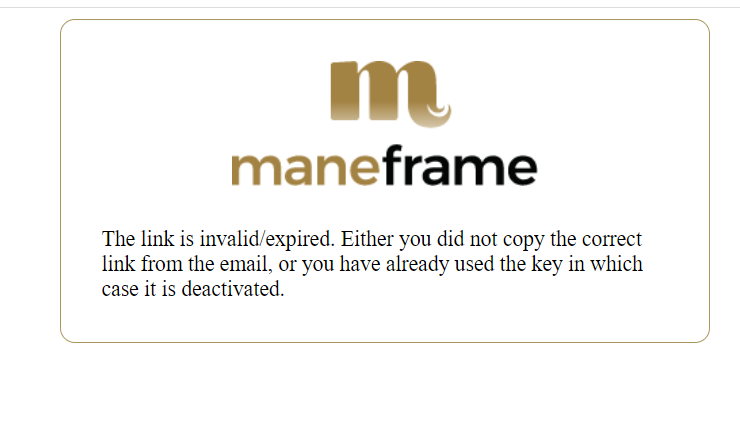 m
maneframe
The link is invalid/expired. Either you did not copy the correct
link from the email, or you have already used the key in which
case it is deactivated.